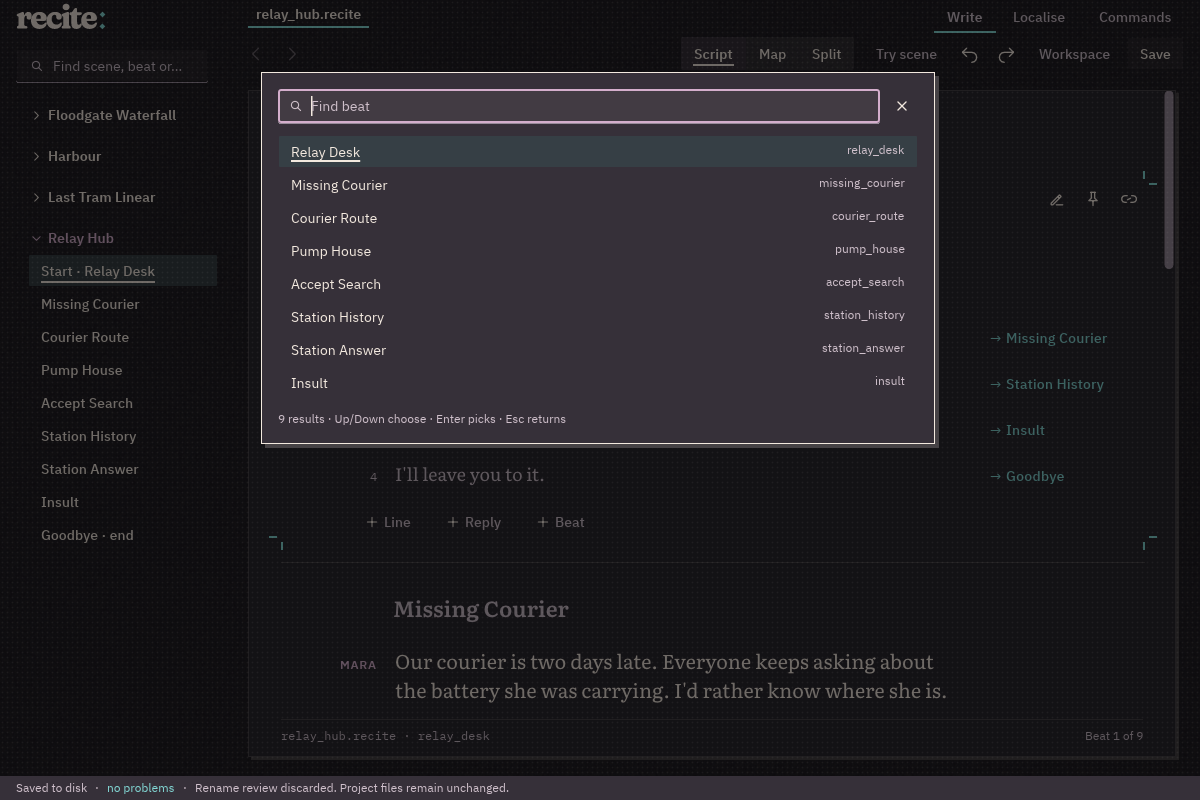 recite:
relay_hub.recite
Write
Localise
Commands
Find scene, beat or...
Script
Map
Split
Try scene
Workspace
Save
Floodgate Waterfall
Harbour
Last Tram Linear
Relay Hub
Start · Relay Desk
Missing Courier
Courier Route
Pump House
Accept Search
Station History
Station Answer
Insult
Goodbye · end
Find beat
Relay Desk relay_desk
Missing Courier missing_courier
Courier Route courier_route
Pump House pump_house
Accept Search accept_search
Station History station_history
Station Answer station_answer
Insult insult
9 results · Up/Down choose · Enter picks · Esc returns
→ Missing Courier
→ Station History
→ Insult
4 I'll leave you to it. → Goodbye
+ Line + Reply + Beat
Missing Courier
MARA Our courier is two days late. Everyone keeps asking about
the battery she was carrying. I'd rather know where she is.
relay_hub.recite · relay_desk
Beat 1 of 9
Saved to disk · no problems · Rename review discarded. Project files remain unchanged.